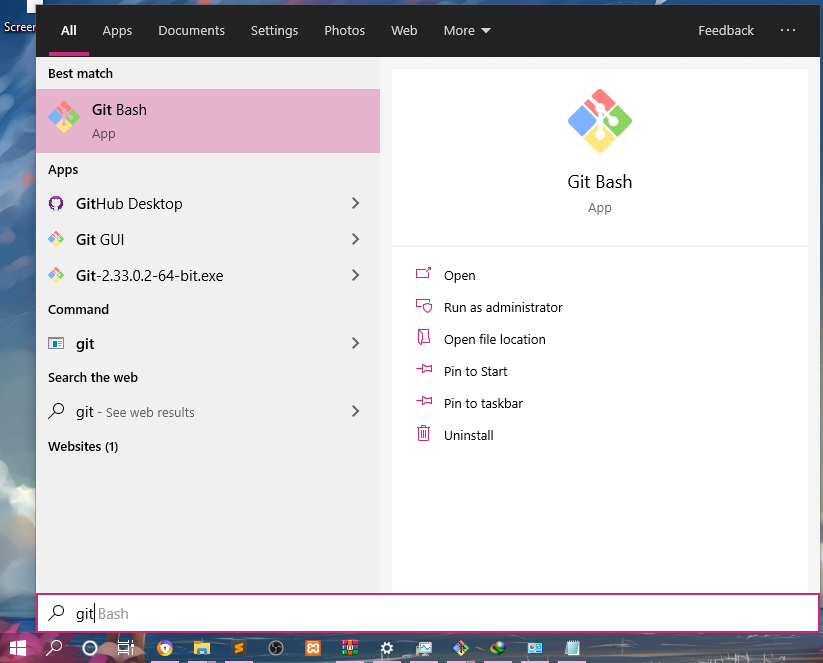 Screen
All Apps Documents Settings Photos Web More Feedback ...
Best match
Git Bash
App
Apps
GitHub Desktop
Git GUI
Git-2.33.0.2-64-bit.exe
Command
git
Search the web
git - See web results
Websites (1)
Git Bash
App
Open
Run as administrator
Open file location
Pin to Start
Pin to taskbar
Uninstall
git Bash